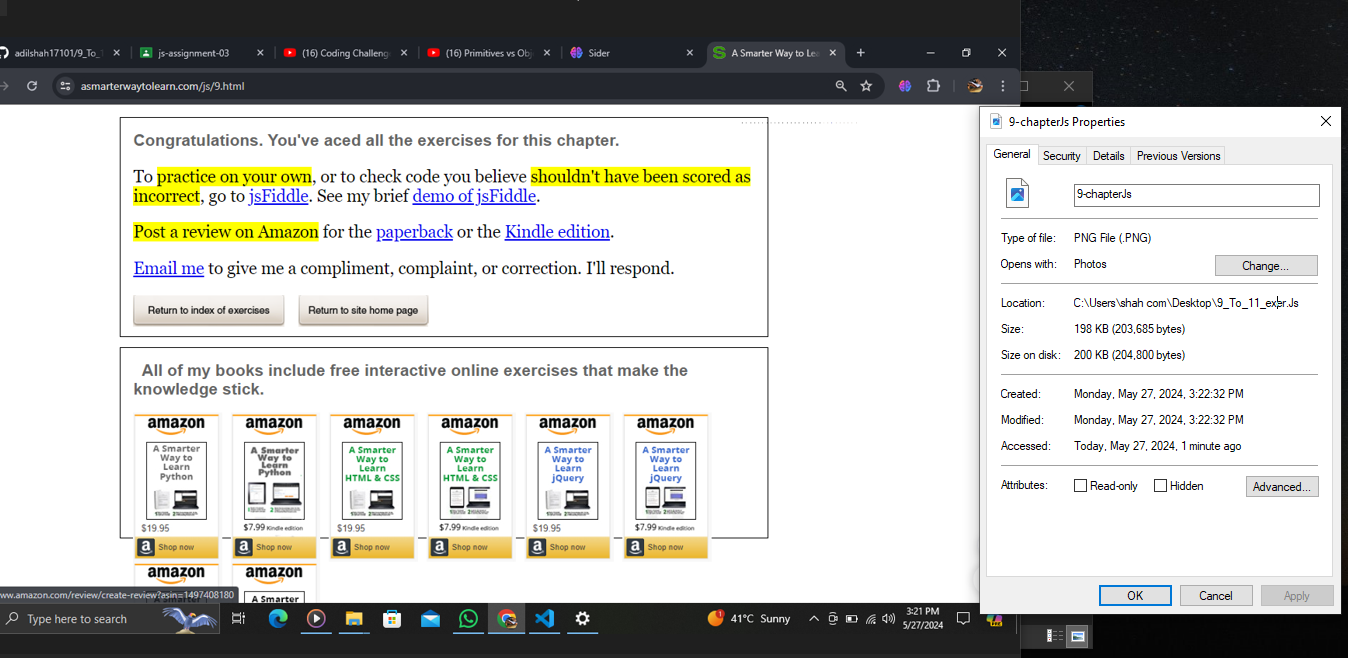 adilshah17101/9_To_1
js-assignment-03
(16) Coding Challeng
(16) Primitives vs Obj
Sider
A Smarter Way to Lea
asmarterwaytolearn.com/js/9.html
Congratulations. You've aced all the exercises for this chapter.
To practice on your own, or to check code you believe shouldn't have been scored as
incorrect, go to jsFiddle. See my brief demo of jsFiddle.
Post a review on Amazon for the paperback or the Kindle edition.
Email me to give me a compliment, complaint, or correction. I'll respond.
Return to index of exercises
Return to site home page
All of my books include free interactive online exercises that make the
knowledge stick.
amazon
A Smarter
Way to
Learn
Python
$19.95
Shop now
amazon
A Smarter
Way to
Learn
Python
$7.99 Kindle edition
Shop now
amazon
A Smarter
Way to
Learn
HTML & CSS
$19.95
Shop now
amazon
A Smarter
Way to
Learn
HTML & CSS
$7.99 Kindle edition
Shop now
amazon
A Smarter
Way to
Learn
jQuery
$19.95
Shop now
amazon
A Smarter
Way to
Learn
jQuery
$7.99 Kindle edition
Shop now
amazon
amazon
A Smarter
ww.amazon.com/review/create-review?asin=1497408180
Type here to search
1
41°C Sunny
3:21 PM
5/27/2024
9-chapterJs Properties
General
Security
Details
Previous Versions
9-chapterJs
Type of file: PNG File (.PNG)
Opens with: Photos
Change...
Location: C:\Users\shah com\Desktop\9_To_11_exer.Js
Size: 198 KB (203,685 bytes)
Size on disk: 200 KB (204,800 bytes)
Created: Monday, May 27, 2024, 3:22:32 PM
Modified: Monday, May 27, 2024, 3:22:32 PM
Accessed: Today, May 27, 2024, 1 minute ago
Attributes: Read-only Hidden
Advanced...
OK
Cancel
Apply